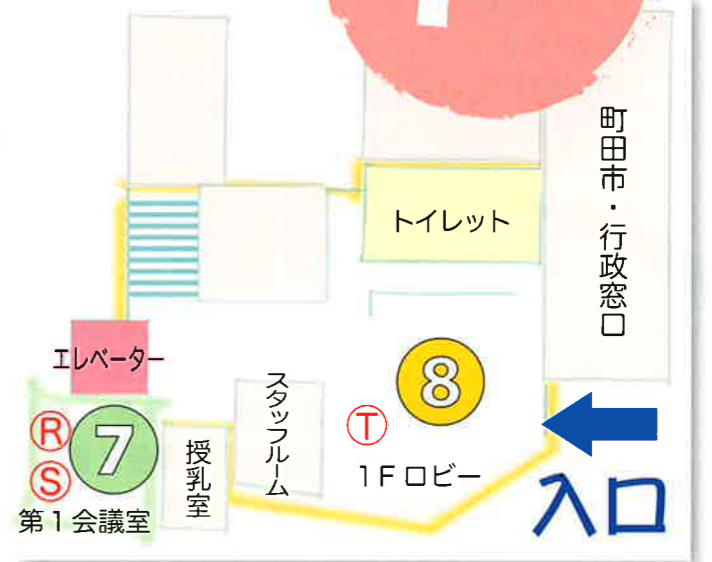 町田市・行政窓口
トイレット
エレベーター
スタッフルーム
8
T
R
7
S
授乳室
1Fロビー
第1会議室
入口